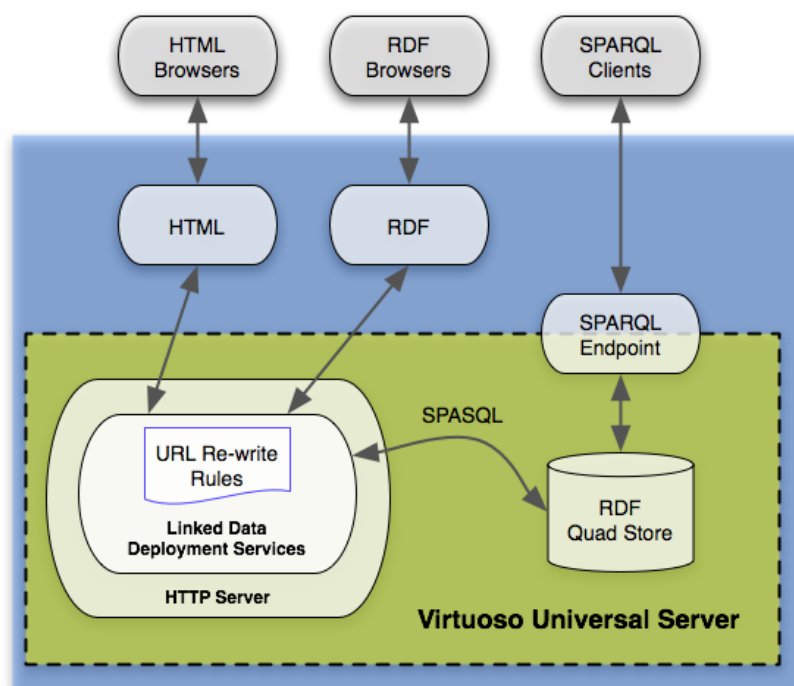 HTML
Browsers
RDF
Browsers
SPARQL
Clients
HTML
RDF
SPARQL
Endpoint
SPASQL
URL Re-write
Rules
Linked Data
Deployment Services
HTTP Server
RDF
Quad Store
Virtuoso Universal Server